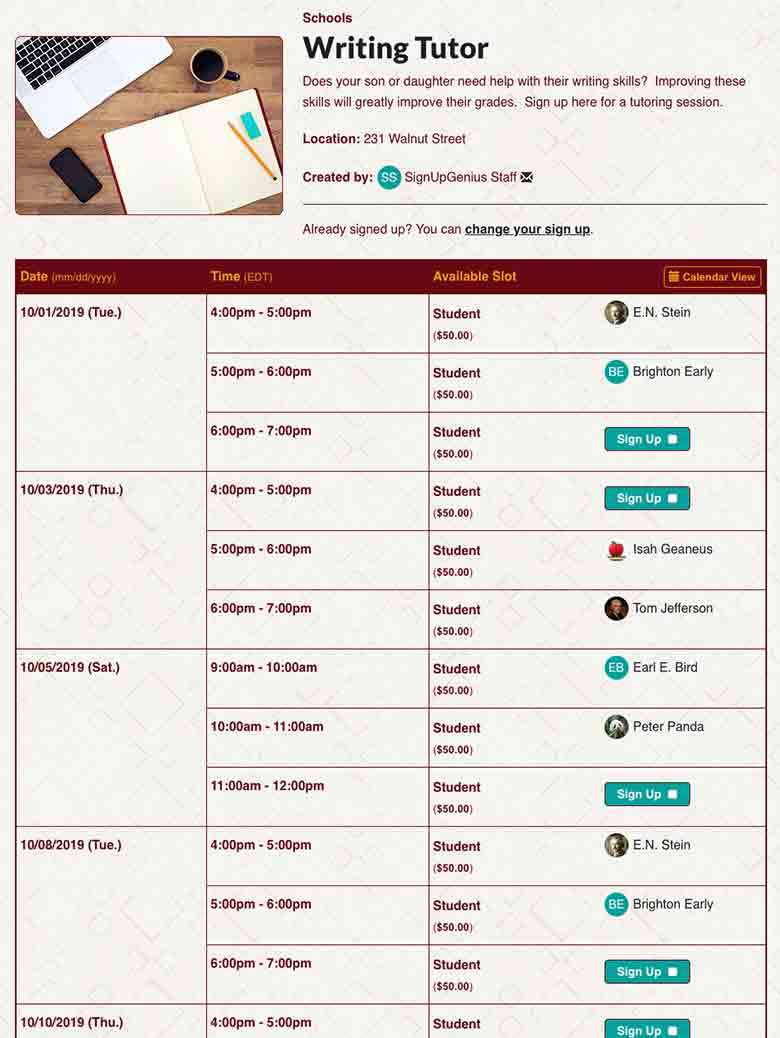 Schools
Writing Tutor
Does your son or daughter need help with their writing skills?  Improving these
skills will greatly improve their grades.  Sign up here for a tutoring session.
Location: 231 Walnut Street
Created by: SS SignUpGenius Staff
Already signed up? You can change your sign up.
Date (mm/dd/yyyy) Time (EDT) Available Slot Calendar View
10/01/2019 (Tue.) 4:00pm - 5:00pm Student E.N. Stein
($50.00)
5:00pm - 6:00pm Student BE Brighton Early
($50.00)
6:00pm - 7:00pm Student Sign Up
($50.00)
10/03/2019 (Thu.) 4:00pm - 5:00pm Student Sign Up
($50.00)
5:00pm - 6:00pm Student Isah Geaneus
($50.00)
6:00pm - 7:00pm Student Tom Jefferson
($50.00)
10/05/2019 (Sat.) 9:00am - 10:00am Student EB Earl E. Bird
($50.00)
10:00am - 11:00am Student Peter Panda
($50.00)
11:00am - 12:00pm Student Sign Up
($50.00)
10/08/2019 (Tue.) 4:00pm - 5:00pm Student E.N. Stein
($50.00)
5:00pm - 6:00pm Student BE Brighton Early
($50.00)
6:00pm - 7:00pm Student Sign Up
($50.00)
10/10/2019 (Thu.) 4:00pm - 5:00pm Student Sign Up